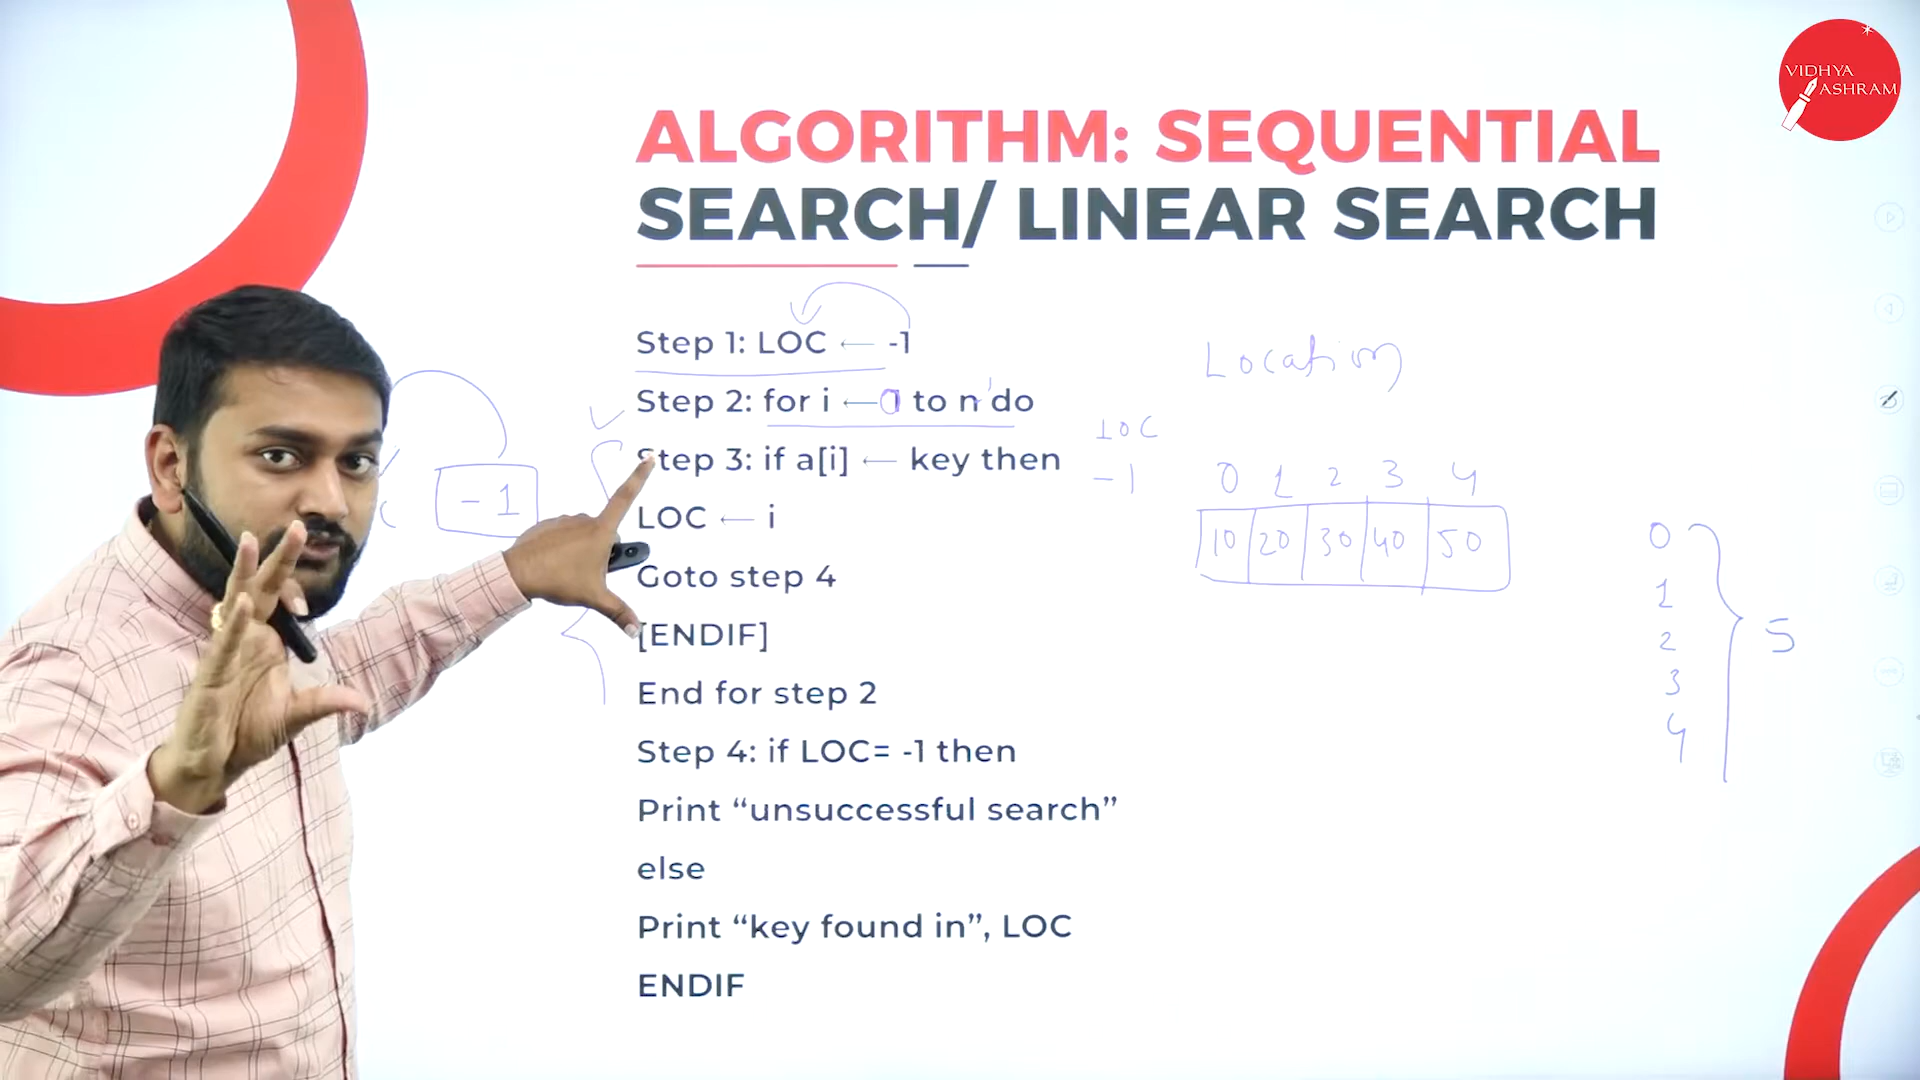 VIDHYA
ASHRAM
ALGORITHM: SEQUENTIAL
SEARCH/ LINEAR SEARCH
Step 1: LOC ← -1
Step 2: for i ← 0 to n-1 do
Step 3: if a[i] ← key then
LOC ← i
Goto step 4
[ENDIF]
End for step 2
Step 4: if LOC= -1 then
Print “unsuccessful search”
else
Print “key found in”, LOC
ENDIF
-1
Location
LOC
-1
0 1 2 3 4
10 20 30 40 50
0
1
2
3
4
5